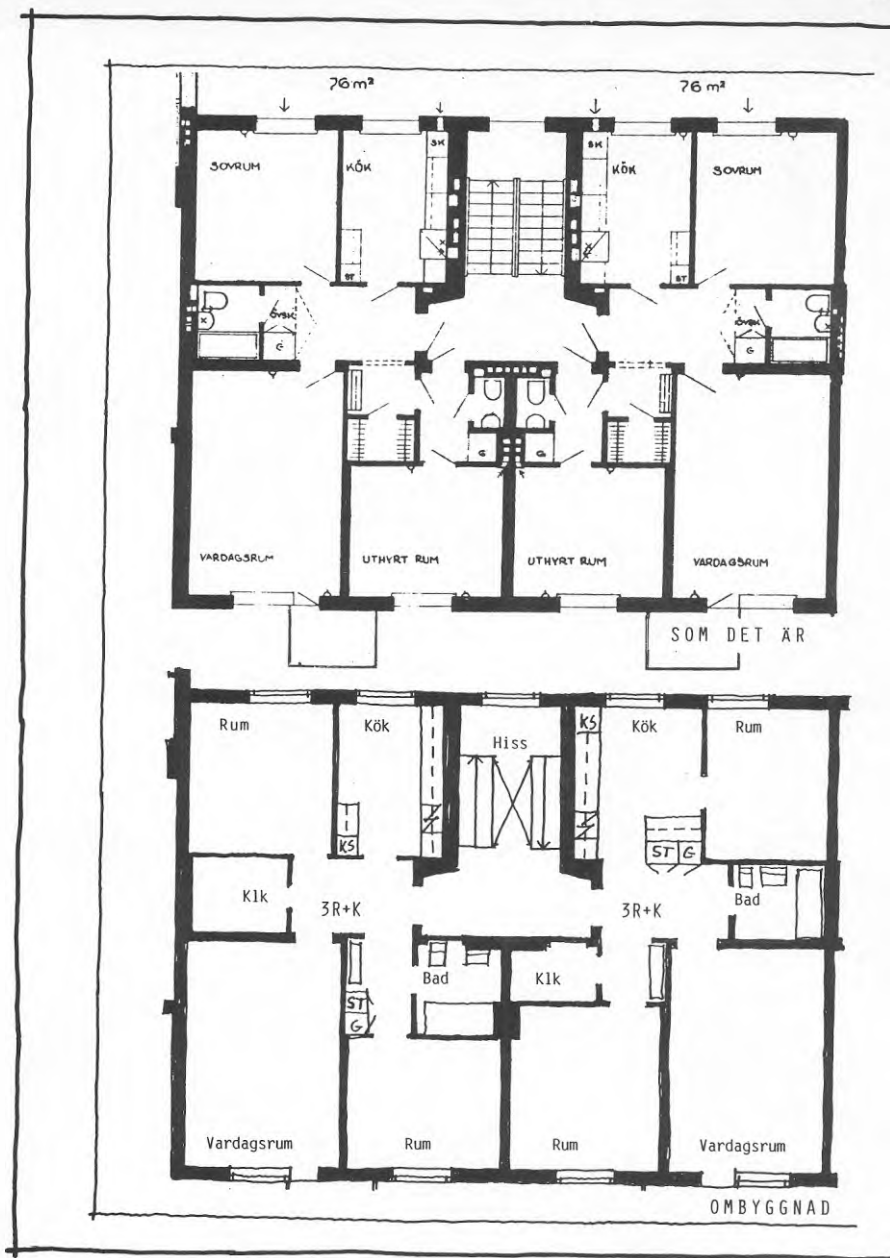 76 m² 76 m²
SK SK
SOVRUM KÖK KÖK SOVRUM
ST ST
G G
G G
VARDAGSRUM UTHYRT RUM UTHYRT RUM VARDAGSRUM
SOM DET ÄR
Rum Kök Hiss KS Kök Rum
KS ST G
Klk 3R+K 3R+K Bad
Bad Klk
ST
G
Vardagsrum Rum Rum Vardagsrum
OMBYGGNAD